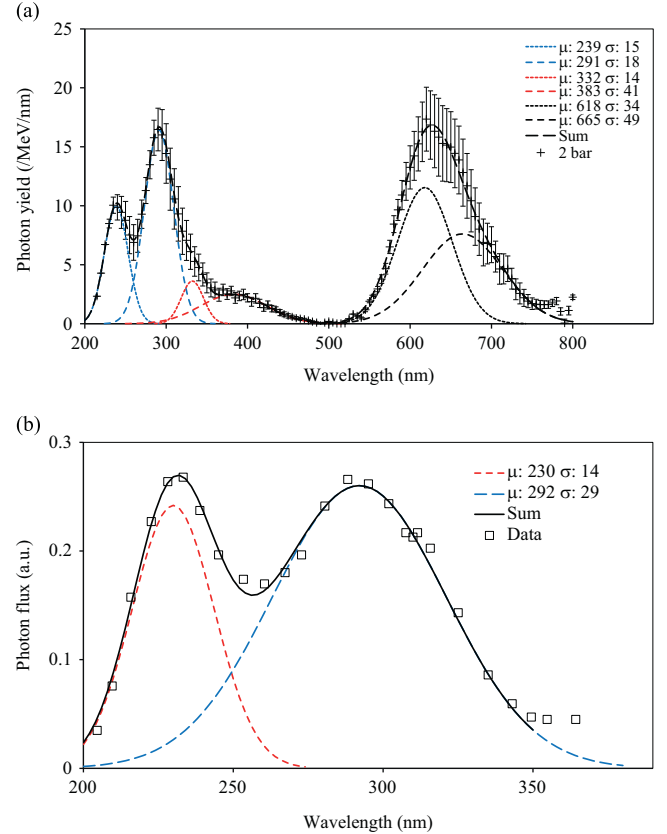 (a)
25
20
15
10
5
0
Photon yield (/MeV/nm)
200 300 400 500 600 700 800
Wavelength (nm)
μ: 239 σ: 15
μ: 291 σ: 18
μ: 332 σ: 14
μ: 383 σ: 41
μ: 618 σ: 34
μ: 665 σ: 49
Sum
2 bar
(b)
0.3
0.2
0.1
0
Photon flux (a.u.)
200 250 300 350
Wavelength (nm)
μ: 230 σ: 14
μ: 292 σ: 29
Sum
Data